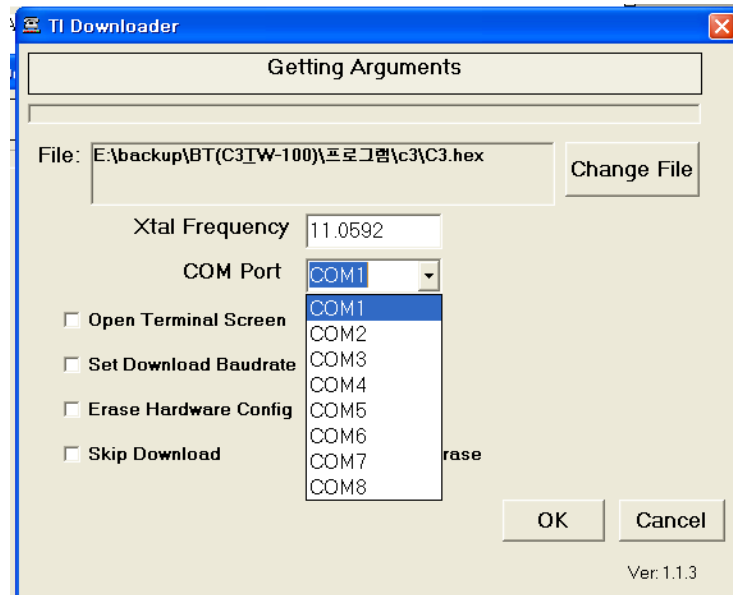 TI Downloader
Getting Arguments
File: E:\backup\BT(C3TW-100)\프로그램\c3\C3.hex
Change File
Xtal Frequency 11.0592
COM Port COM1
COM1
COM2
COM3
COM4
COM5
COM6
COM7
COM8
Open Terminal Screen
Set Download Baudrate
Erase Hardware Config
Skip Download
rase
OK Cancel
Ver: 1.1.3